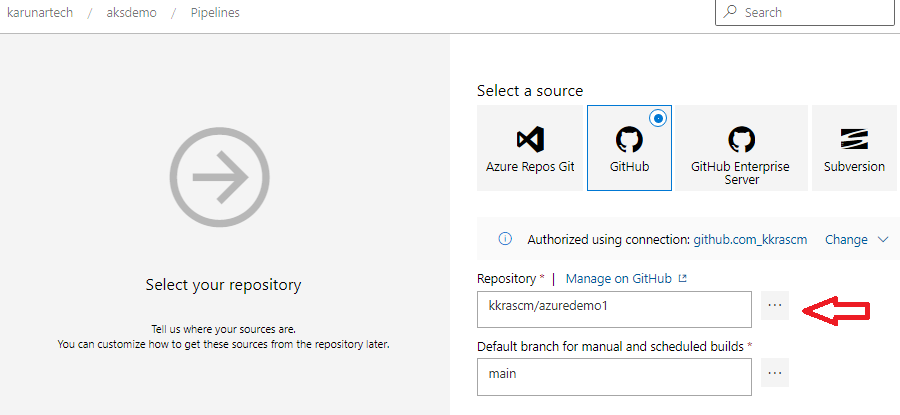 karunartech / aksdemo / Pipelines
Search
Select your repository
Tell us where your sources are.
You can customize how to get these sources from the repository later.
Select a source
Azure Repos Git
GitHub
GitHub Enterprise
Server
Subversion
Authorized using connection: github.com_kkrascm Change
Repository * | Manage on GitHub
kkrascm/azuredemo1
...
Default branch for manual and scheduled builds *
main
...